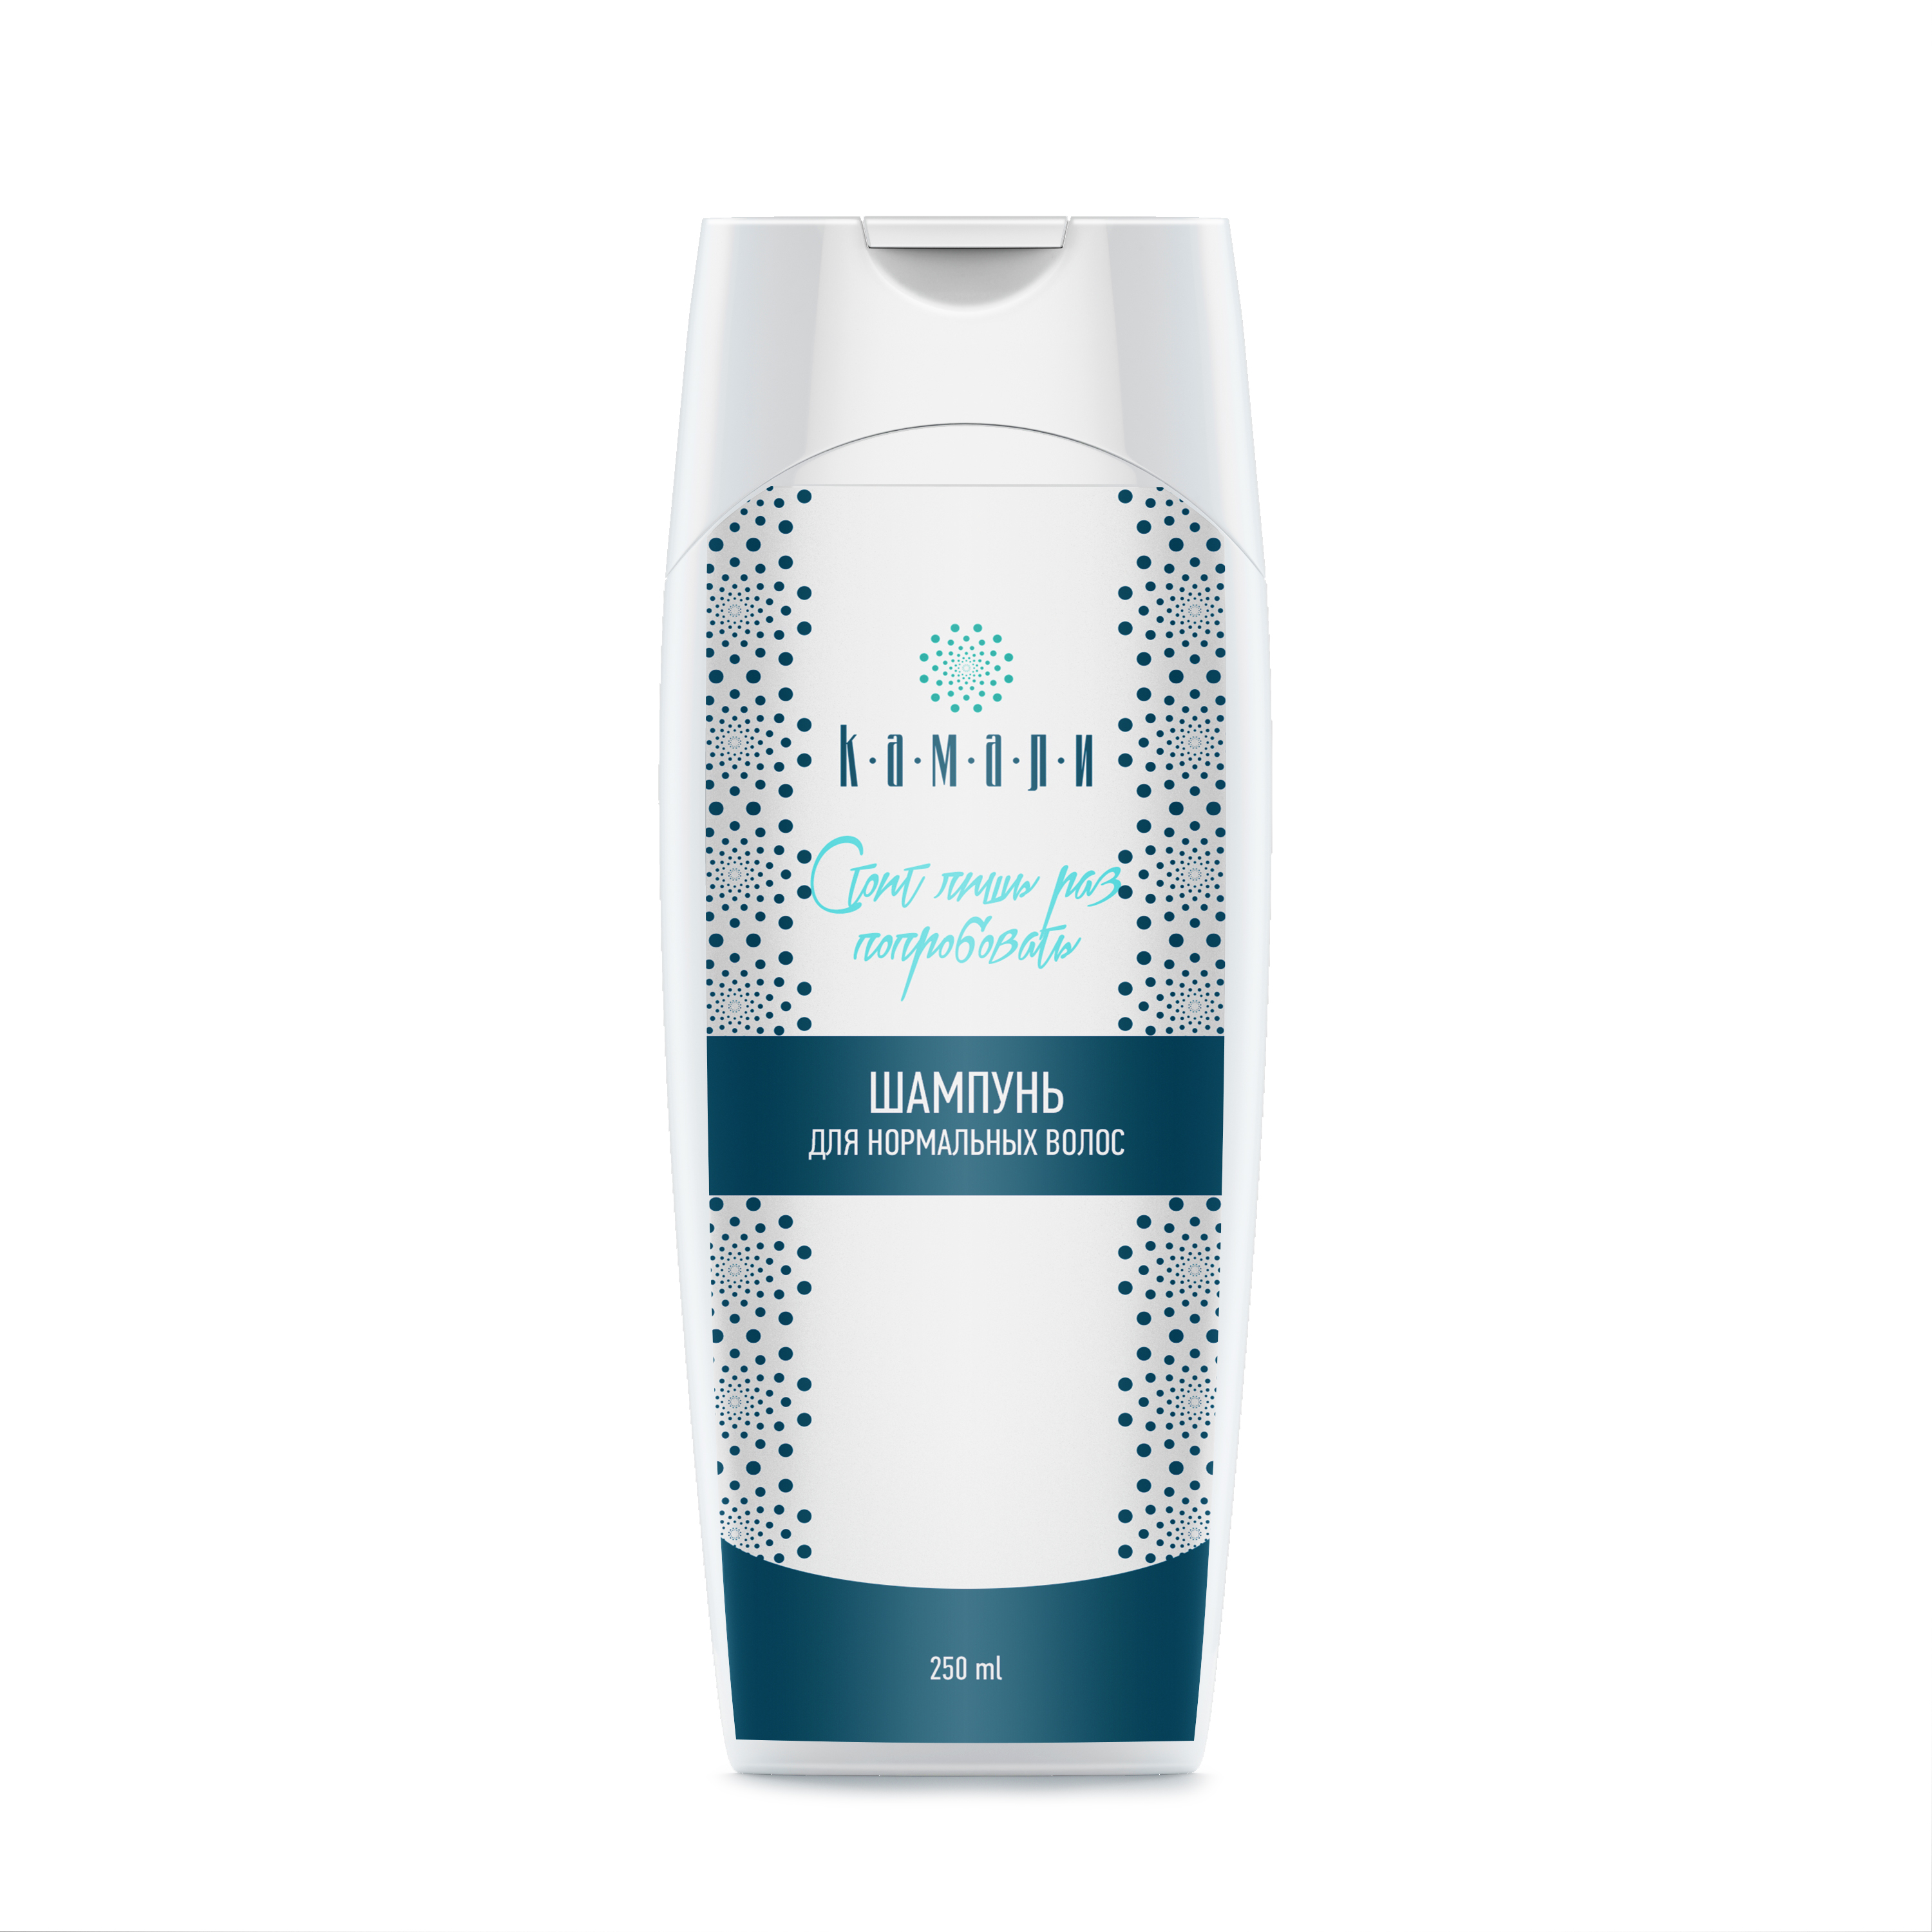 К·а·м·а·л·и
Стоит лишь раз
попробовать
ШАМПУНЬ
ДЛЯ НОРМАЛЬНЫХ ВОЛОС
250 ml